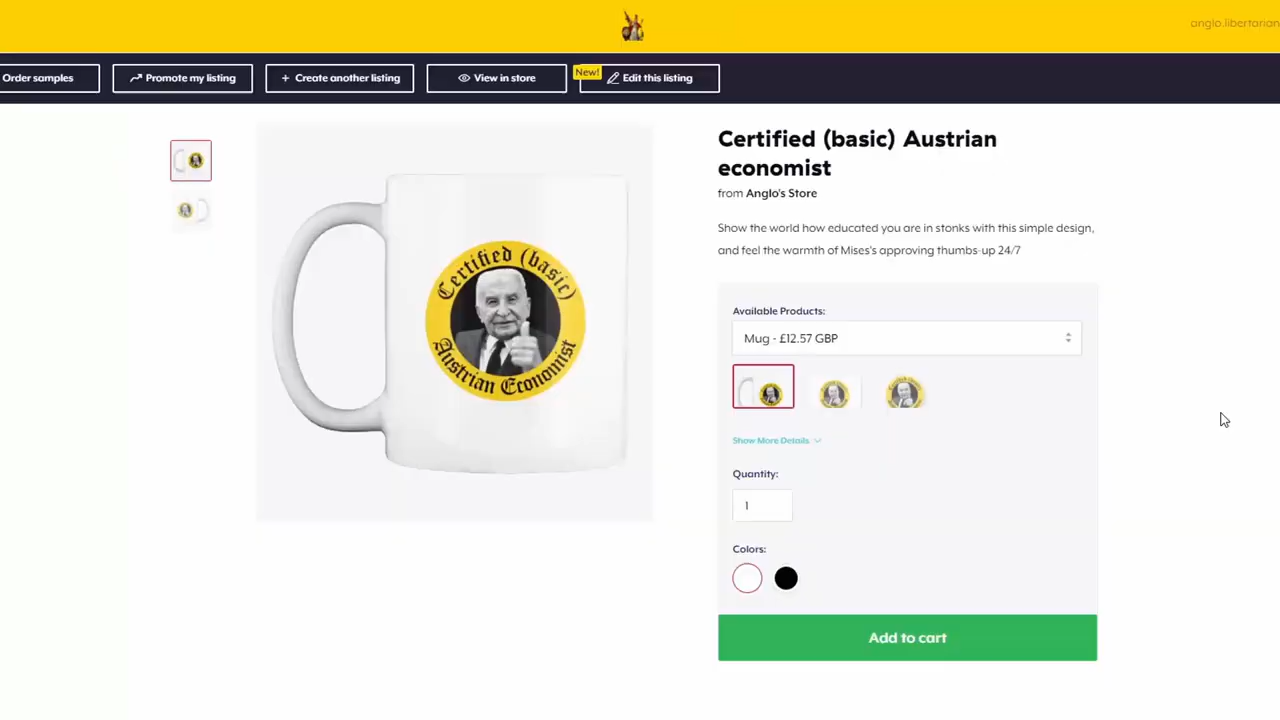 anglo.libertarian
Order samples
Promote my listing
+ Create another listing
View in store
New!
Edit this listing
Certified (basic) Austrian
economist
from Anglo's Store
Show the world how educated you are in stonks with this simple design,
and feel the warmth of Mises's approving thumbs-up 24/7
Certified (basic)
Austrian Economist
Available Products:
Mug - £12.57 GBP
Show More Details
Quantity:
1
Colors:
Add to cart